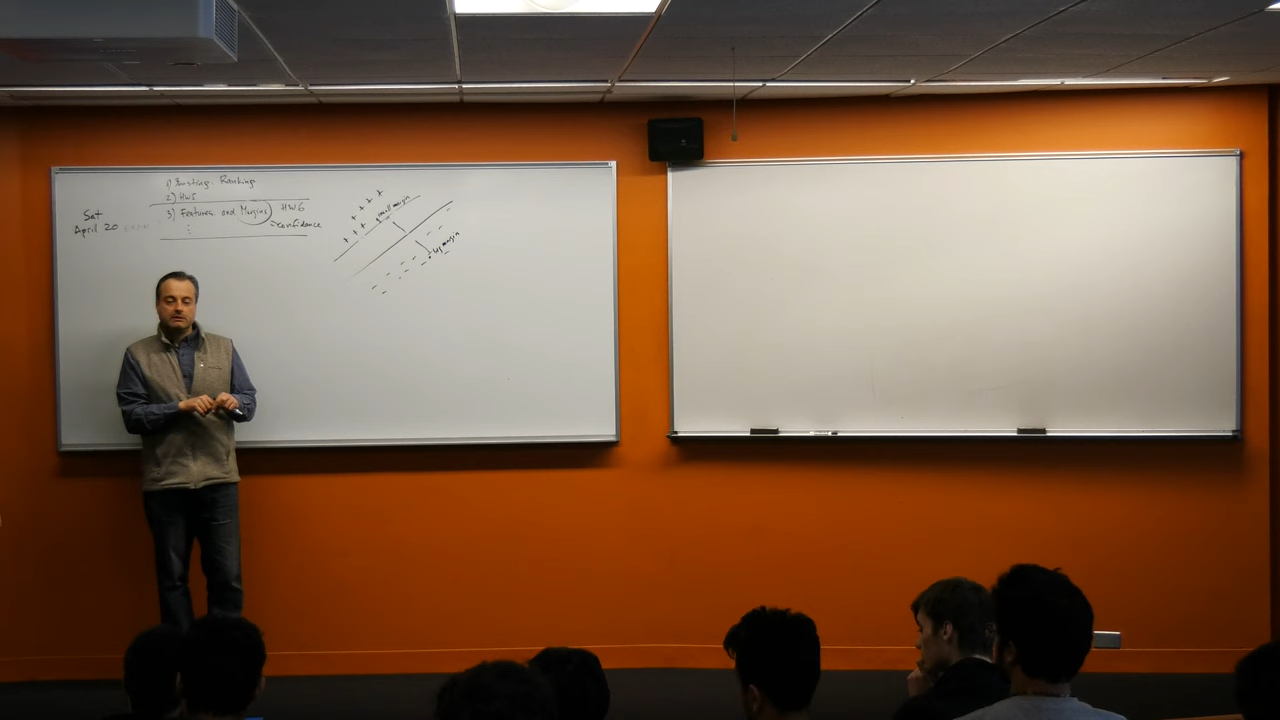 1) Boosting: Ranking
2) HW5
3) Features and Margins HW6
confidence
Sat
April 20
small margin
margin